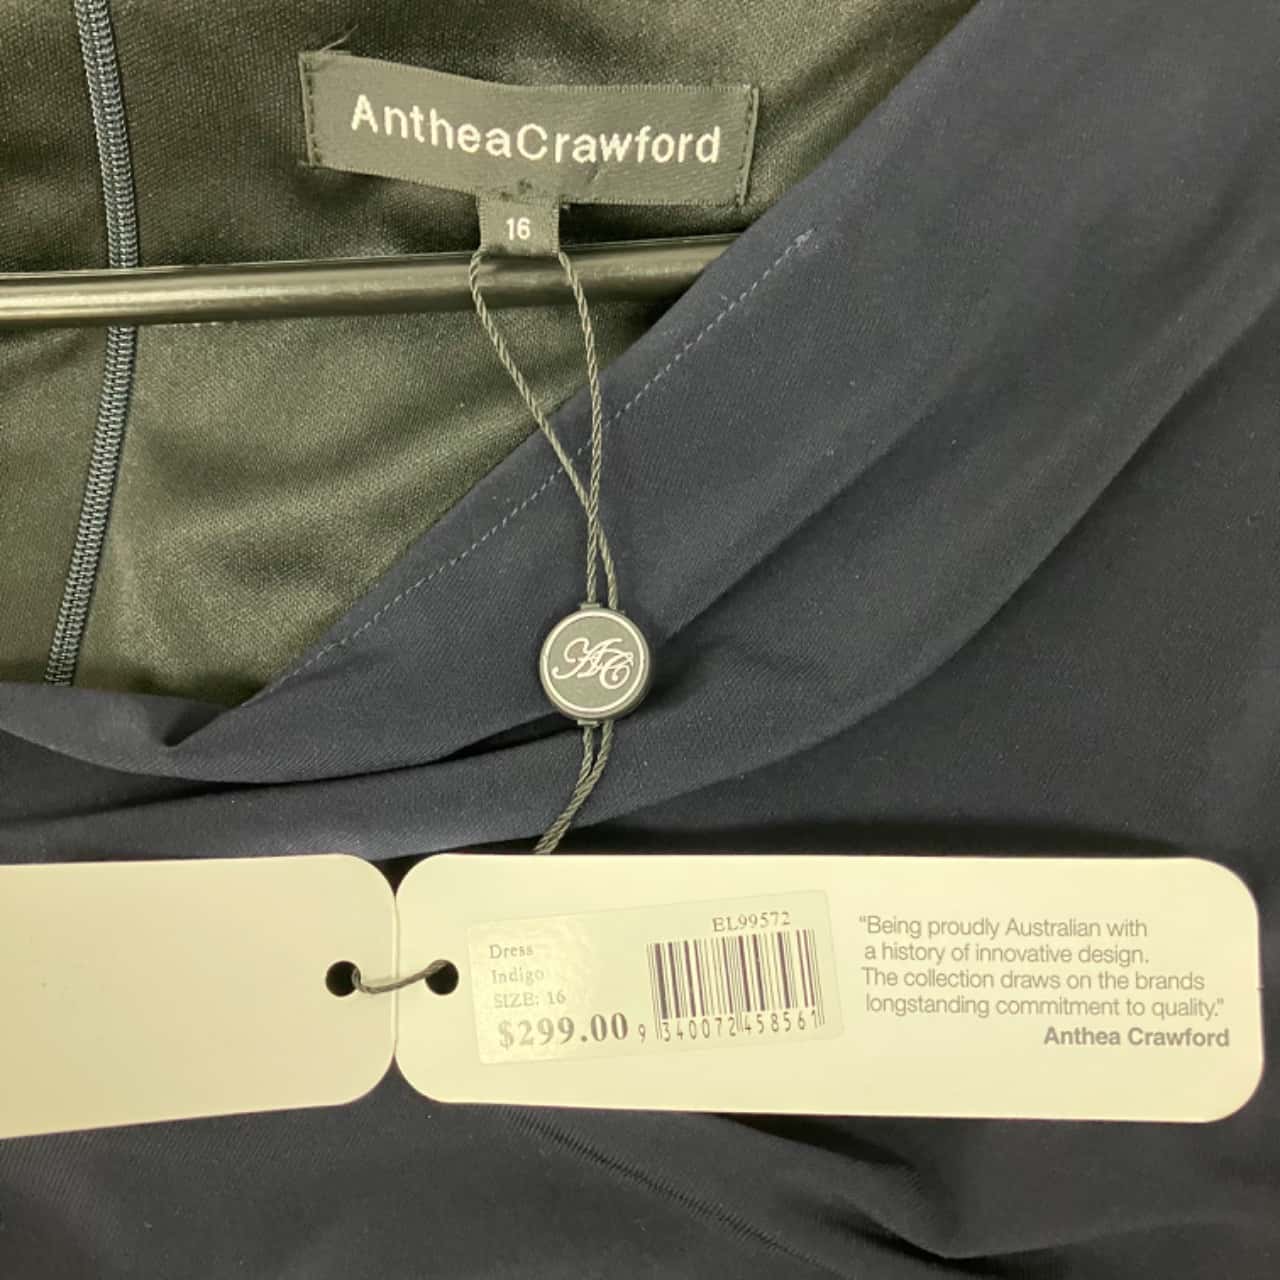 AntheaCrawford
16
AC
EL99572
Dress
Indigo
SIZE: 16
$299.00
9 340072 458561
“Being proudly Australian with
a history of innovative design.
The collection draws on the brands
longstanding commitment to quality.”
Anthea Crawford